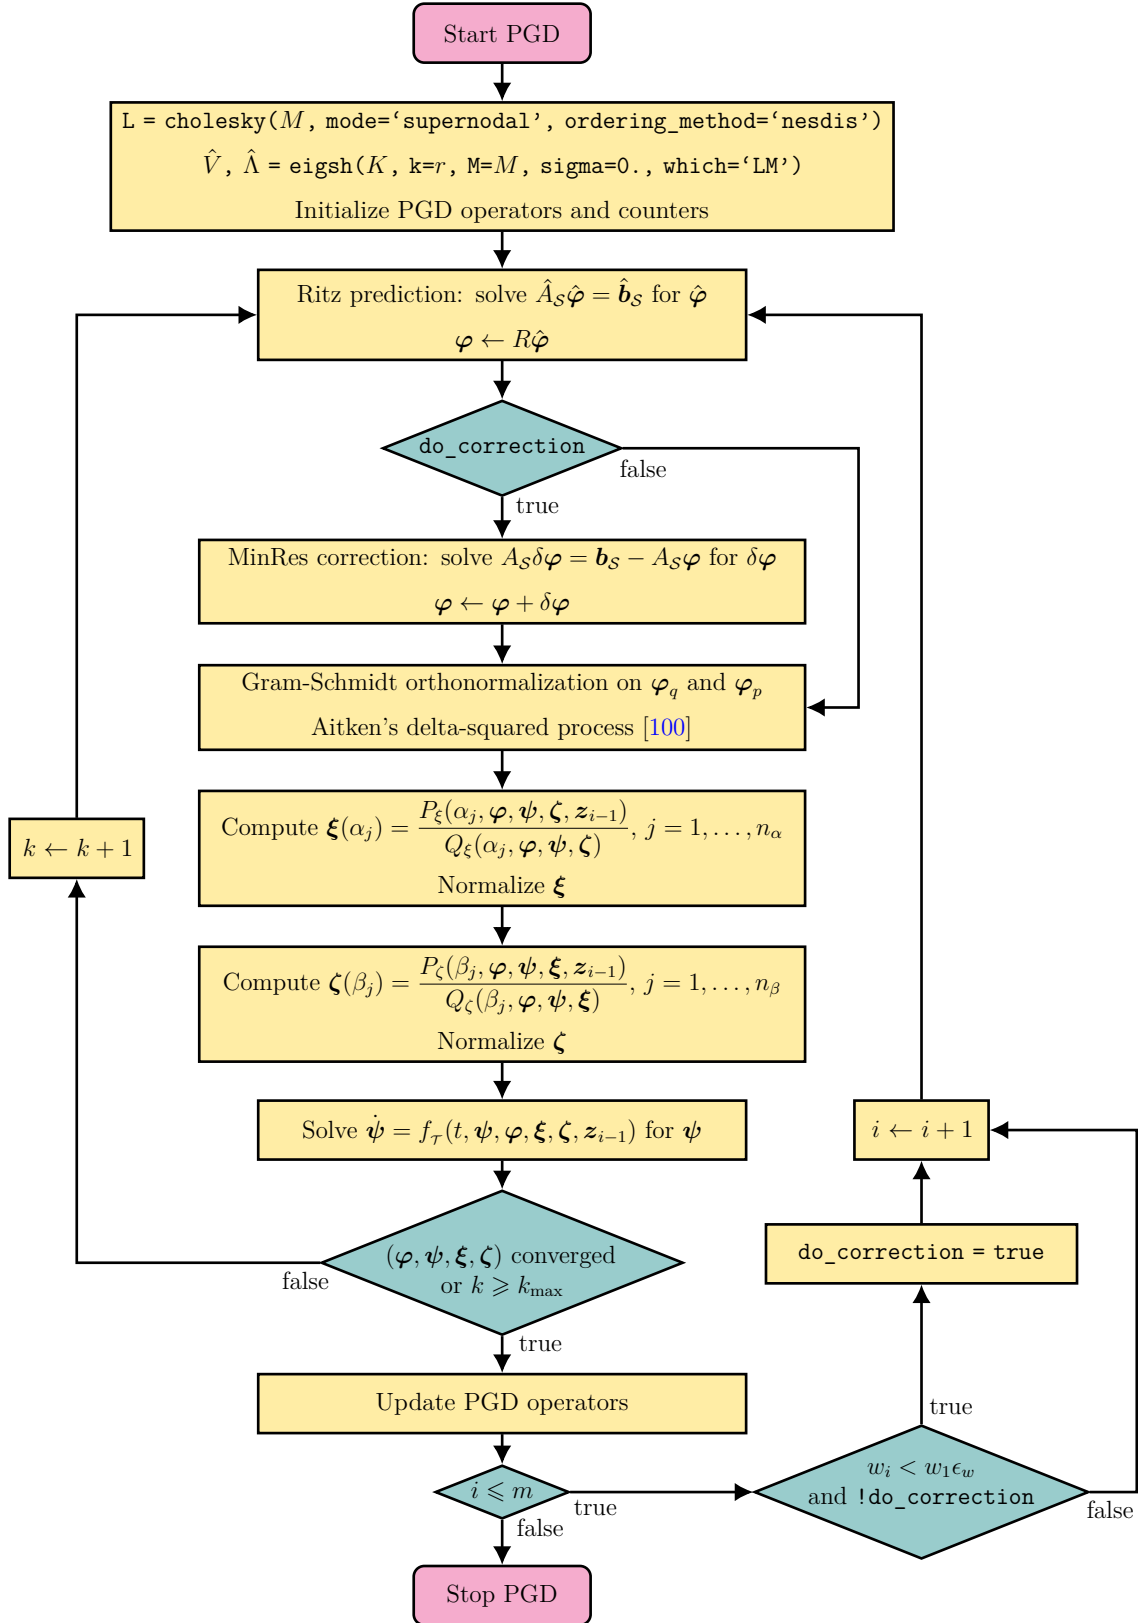 Start PGD
L = cholesky(M, mode=‘supernodal’, ordering_method=‘nesdis’)
V̂, Λ̂ = eigsh(K, k=r, M=M, sigma=0., which=‘LM’)
Initialize PGD operators and counters
Ritz prediction: solve Â_𝒮 φ̂ = b̂_𝒮 for φ̂
φ ← Rφ̂
do_correction
false
true
MinRes correction: solve A_𝒮 δφ = b_𝒮 − A_𝒮 φ for δφ
φ ← φ + δφ
Gram-Schmidt orthonormalization on φ_q and φ_p
Aitken's delta-squared process [100]
Compute ξ(α_j) = P_ξ(α_j, φ, ψ, ζ, z_{i−1}) / Q_ξ(α_j, φ, ψ, ζ), j = 1, . . . , n_α
Normalize ξ
k ← k + 1
Compute ζ(β_j) = P_ζ(β_j, φ, ψ, ξ, z_{i−1}) / Q_ζ(β_j, φ, ψ, ξ), j = 1, . . . , n_β
Normalize ζ
Solve ψ̇ = f_𝒯(t, ψ, φ, ξ, ζ, z_{i−1}) for ψ
i ← i + 1
do_correction = true
(φ, ψ, ξ, ζ) converged
or k ⩾ k_max
false
true
Update PGD operators
true
w_i < w_1 ϵ_w
and !do_correction
false
i ⩽ m
true
false
Stop PGD